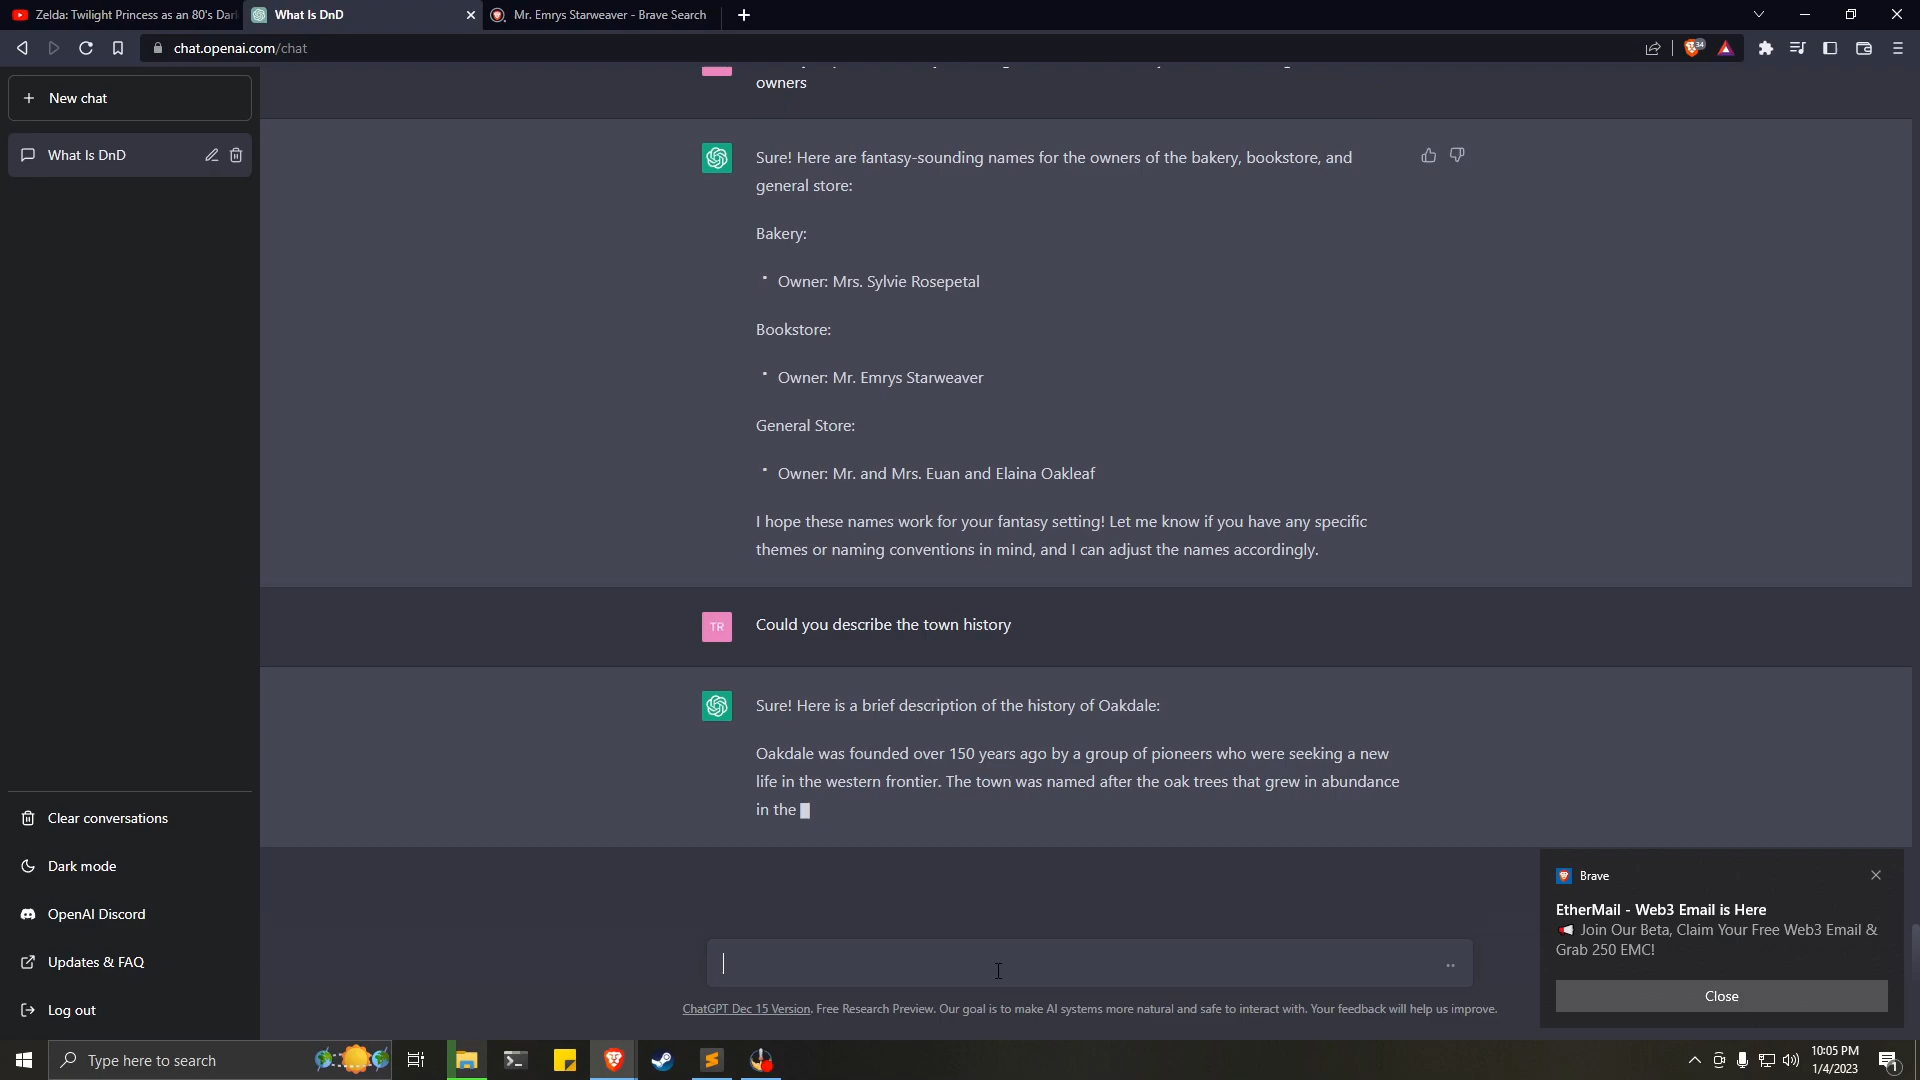 Zelda: Twilight Princess as an 80's Dar
What Is DnD
Mr. Emrys Starweaver - Brave Search
chat.openai.com/chat
34
New chat
What Is DnD
owners
Sure! Here are fantasy-sounding names for the owners of the bakery, bookstore, and
general store:
Bakery:
• Owner: Mrs. Sylvie Rosepetal
Bookstore:
• Owner: Mr. Emrys Starweaver
General Store:
• Owner: Mr. and Mrs. Euan and Elaina Oakleaf
I hope these names work for your fantasy setting! Let me know if you have any specific
themes or naming conventions in mind, and I can adjust the names accordingly.
TR
Could you describe the town history
Sure! Here is a brief description of the history of Oakdale:
Oakdale was founded over 150 years ago by a group of pioneers who were seeking a new
life in the western frontier. The town was named after the oak trees that grew in abundance
in the
Clear conversations
Dark mode
OpenAI Discord
Updates & FAQ
Log out
Brave
EtherMail - Web3 Email is Here
Join Our Beta, Claim Your Free Web3 Email &
Grab 250 EMC!
Close
ChatGPT Dec 15 Version. Free Research Preview. Our goal is to make AI systems more natural and safe to interact with. Your feedback will help us improve.
Type here to search
10:05 PM
1/4/2023
1